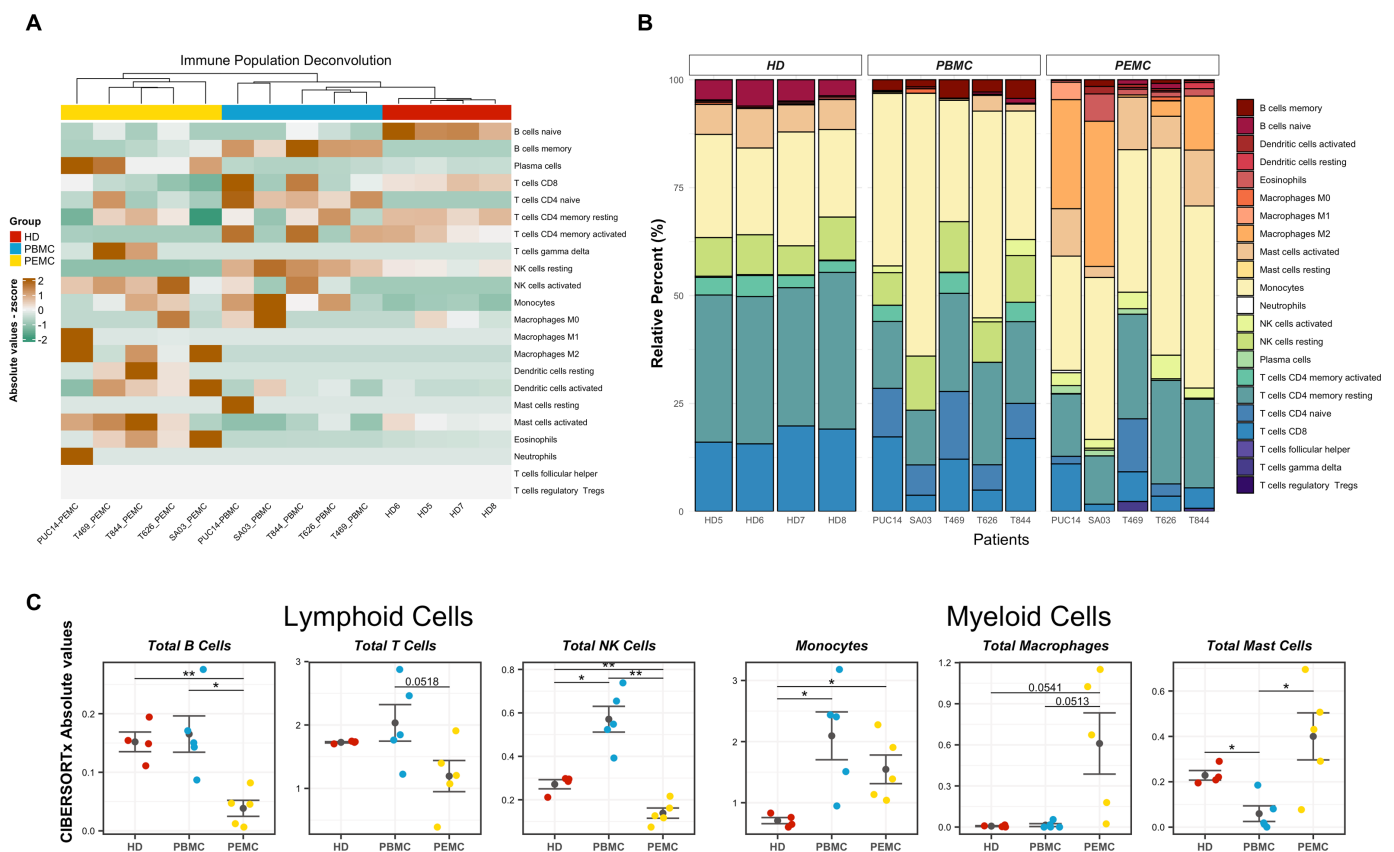 A
Immune Population Deconvolution
B cells naive
B cells memory
Plasma cells
T cells CD8
T cells CD4 naive
T cells CD4 memory resting
T cells CD4 memory activated
T cells gamma delta
NK cells resting
NK cells activated
Monocytes
Macrophages M0
Macrophages M1
Macrophages M2
Dendritic cells resting
Dendritic cells activated
Mast cells resting
Mast cells activated
Eosinophils
Neutrophils
T cells follicular helper
T cells regulatory Tregs
Group
HD
PBMC
PEMC
Absolute values - zscore
2
1
0
-1
-2
PUC14-PEMC
T469_PEMC
T844_PEMC
T626_PEMC
SA03_PEMC
PUC14-PBMC
SA03_PBMC
T844_PBMC
T626_PBMC
T469_PBMC
HD6
HD5
HD7
HD8
B
HD PBMC PEMC
Relative Percent (%)
100
75
50
25
0
HD5 HD6 HD7 HD8 PUC14 SA03 T469 T626 T844 PUC14 SA03 T469 T626 T844
Patients
B cells memory
B cells naive
Dendritic cells activated
Dendritic cells resting
Eosinophils
Macrophages M0
Macrophages M1
Macrophages M2
Mast cells activated
Mast cells resting
Monocytes
Neutrophils
NK cells activated
NK cells resting
Plasma cells
T cells CD4 memory activated
T cells CD4 memory resting
T cells CD4 naive
T cells CD8
T cells follicular helper
T cells gamma delta
T cells regulatory Tregs
C
Lymphoid Cells
Myeloid Cells
CIBERSORTx Absolute values
Total B Cells
**
*
0.2
0.1
0.0
HD PBMC PEMC
Total T Cells
0.0518
3
2
1
HD PBMC PEMC
Total NK Cells
**
* **
0.8
0.6
0.4
0.2
HD PBMC PEMC
Monocytes
*
*
3
2
1
HD PBMC PEMC
Total Macrophages
0.0541
0.0513
1.2
0.8
0.4
0.0
HD PBMC PEMC
Total Mast Cells
*
*
0.6
0.4
0.2
0.0
HD PBMC PEMC